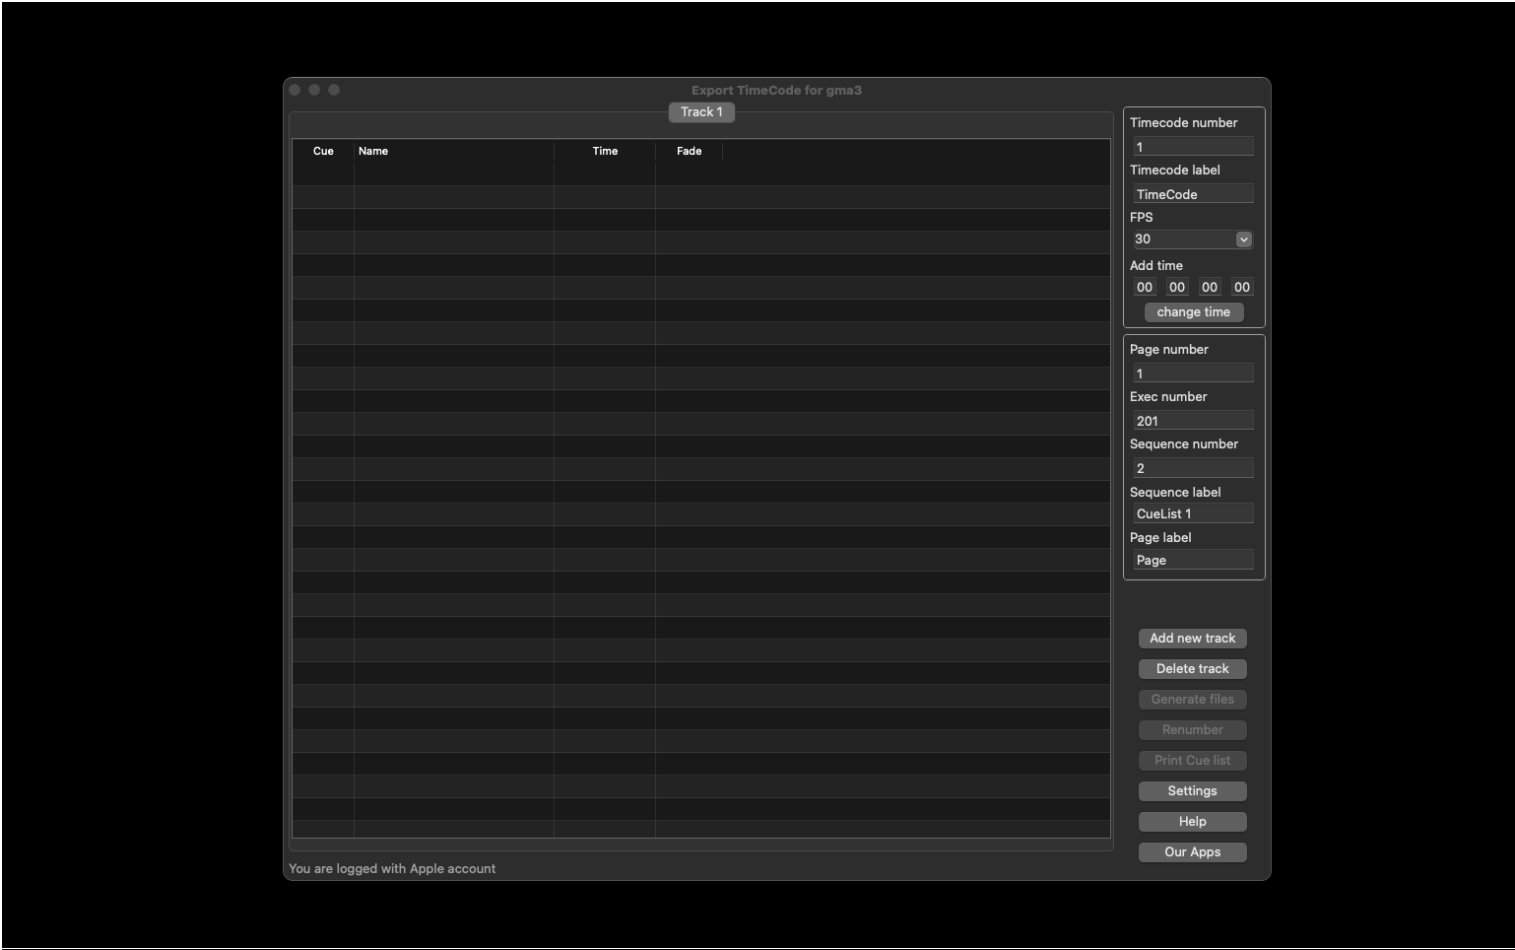 Export TimeCode for gma3
Track 1
Cue Name Time Fade
Timecode number
1
Timecode label
TimeCode
FPS
30
Add time
00 00 00 00
change time
Page number
1
Exec number
201
Sequence number
2
Sequence label
CueList 1
Page label
Page
Add new track
Delete track
Generate files
Renumber
Print Cue list
Settings
Help
Our Apps
You are logged with Apple account